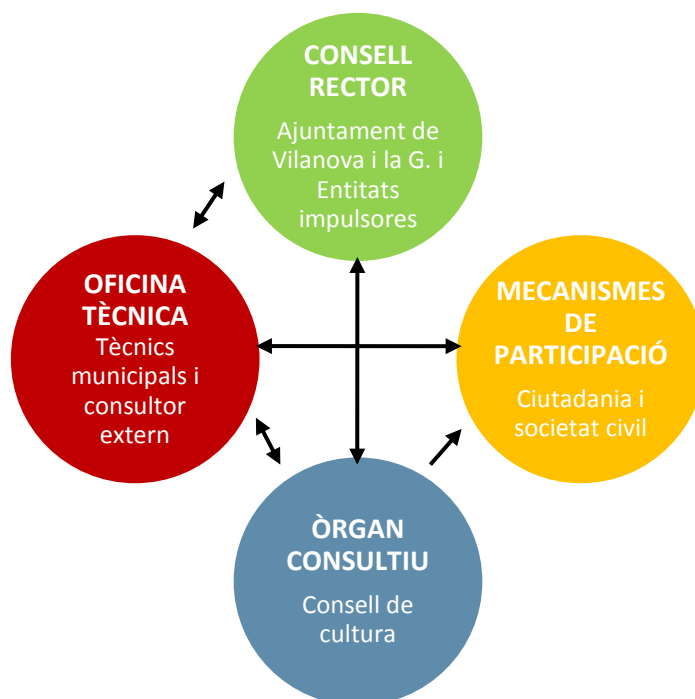 CONSELL
RECTOR
Ajuntament de
Vilanova i la G. i
Entitats
impulsores
OFICINA
TÈCNICA
Tècnics
municipals i
consultor
extern
MECANISMES
DE
PARTICIPACIÓ
Ciutadania i
societat civil
ÒRGAN
CONSULTIU
Consell de
cultura